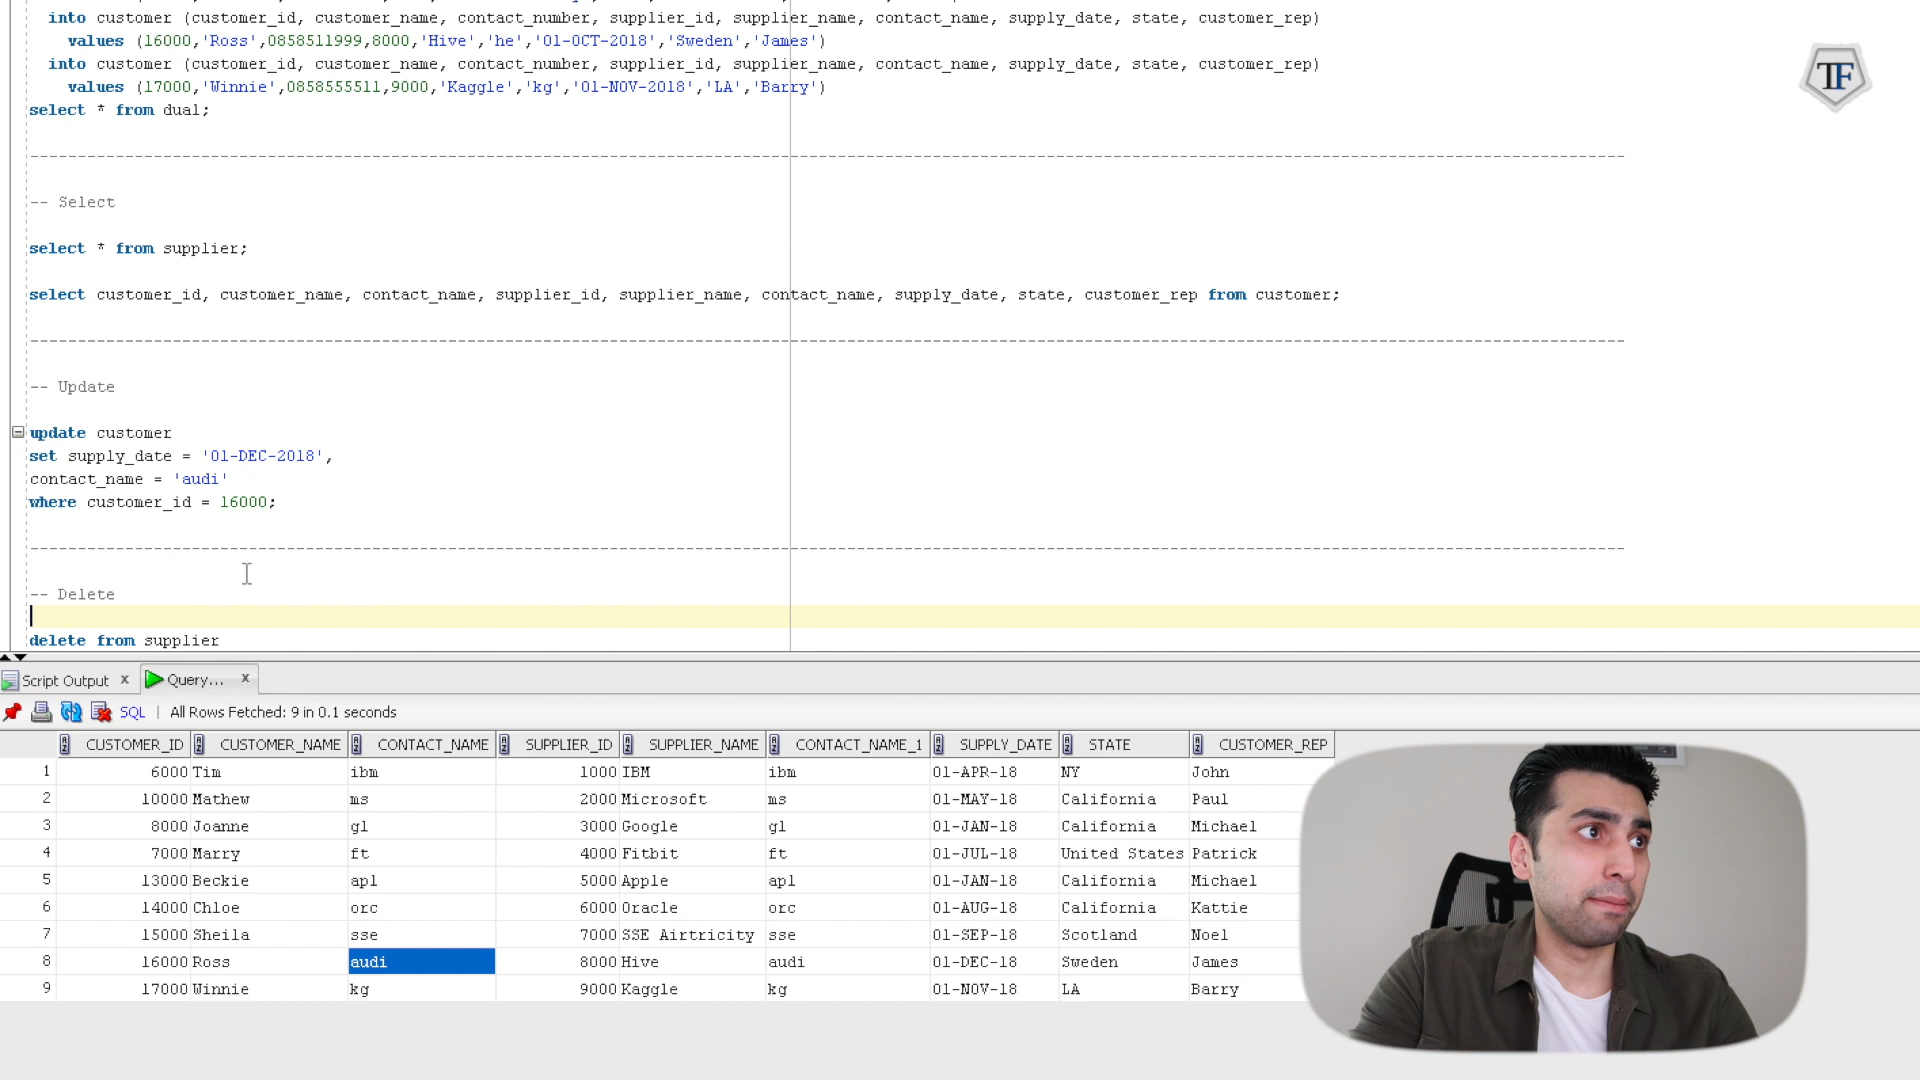 into customer (customer_id, customer_name, contact_number, supplier_id, supplier_name, contact_name, supply_date, state, customer_rep)
values (16000,'Ross',0858511999,8000,'Hive','he','01-OCT-2018','Sweden','James')
into customer (customer_id, customer_name, contact_number, supplier_id, supplier_name, contact_name, supply_date, state, customer_rep)
values (17000,'Winnie',0858555511,9000,'Kaggle','kg','01-NOV-2018','LA','Barry')
select * from dual;
TF
-- Select
select * from supplier;
select customer_id, customer_name, contact_name, supplier_id, supplier_name, contact_name, supply_date, state, customer_rep from customer;
-- Update
update customer
set supply_date = '01-DEC-2018',
contact_name = 'audi'
where customer_id = 16000;
-- Delete
delete from supplier
Script Output x Query... x
SQL | All Rows Fetched: 9 in 0.1 seconds
CUSTOMER_ID CUSTOMER_NAME CONTACT_NAME SUPPLIER_ID SUPPLIER_NAME CONTACT_NAME_1 SUPPLY_DATE STATE CUSTOMER_REP
1 6000 Tim ibm 1000 IBM ibm 01-APR-18 NY John
2 10000 Mathew ms 2000 Microsoft ms 01-MAY-18 California Paul
3 8000 Joanne gl 3000 Google gl 01-JAN-18 California Michael
4 7000 Marry ft 4000 Fitbit ft 01-JUL-18 United States Patrick
5 13000 Beckie apl 5000 Apple apl 01-JAN-18 California Michael
6 14000 Chloe orc 6000 Oracle orc 01-AUG-18 California Kattie
7 15000 Sheila sse 7000 SSE Airtricity sse 01-SEP-18 Scotland Noel
8 16000 Ross audi 8000 Hive audi 01-DEC-18 Sweden James
9 17000 Winnie kg 9000 Kaggle kg 01-NOV-18 LA Barry